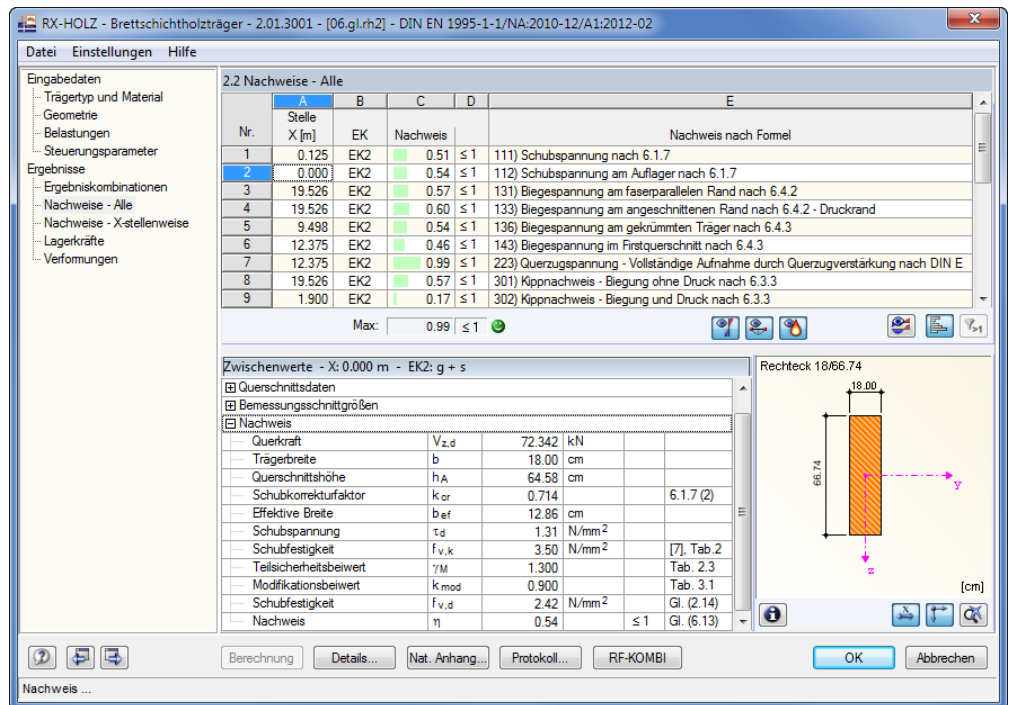 RX-HOLZ - Brettschichtholzträger - 2.01.3001 - [06.gl.rh2] - DIN EN 1995-1-1/NA:2010-12/A1:2012-02
Datei Einstellungen Hilfe
Eingabedaten
Trägertyp und Material
Geometrie
Belastungen
Steuerungsparameter
Ergebnisse
Ergebniskombinationen
Nachweise - Alle
Nachweise - X-stellenweise
Lagerkräfte
Verformungen
2.2 Nachweise - Alle
A B C D E
Nr. Stelle X [m] EK Nachweis Nachweis nach Formel
1 0.125 EK2 0.51 ≤ 1 111) Schubspannung nach 6.1.7
2 0.000 EK2 0.54 ≤ 1 112) Schubspannung am Auflager nach 6.1.7
3 19.526 EK2 0.57 ≤ 1 131) Biegespannung am faserparallelen Rand nach 6.4.2
4 19.526 EK2 0.60 ≤ 1 133) Biegespannung am angeschnittenen Rand nach 6.4.2 - Druckrand
5 9.498 EK2 0.54 ≤ 1 136) Biegespannung am gekrümmten Träger nach 6.4.3
6 12.375 EK2 0.46 ≤ 1 143) Biegespannung im Firstquerschnitt nach 6.4.3
7 12.375 EK2 0.99 ≤ 1 223) Querzugspannung - Vollständige Aufnahme durch Querzugverstärkung nach DIN E
8 19.526 EK2 0.57 ≤ 1 301) Kippnachweis - Biegung ohne Druck nach 6.3.3
9 1.900 EK2 0.17 ≤ 1 302) Kippnachweis - Biegung und Druck nach 6.3.3
Max: 0.99 ≤ 1
>1
Zwischenwerte - X: 0.000 m - EK2: g + s
Querschnittsdaten
Bemessungsschnittgrößen
Nachweis
Querkraft Vz,d 72.342 kN
Trägerbreite b 18.00 cm
Querschnittshöhe hA 64.58 cm
Schubkorrekturfaktor kcr 0.714 6.1.7 (2)
Effektive Breite bef 12.86 cm
Schubspannung τd 1.31 N/mm2
Schubfestigkeit fv,k 3.50 N/mm2 [7], Tab.2
Teilsicherheitsbeiwert γM 1.300 Tab. 2.3
Modifikationsbeiwert kmod 0.900 Tab. 3.1
Schubfestigkeit fv,d 2.42 N/mm2 Gl. (2.14)
Nachweis η 0.54 ≤ 1 Gl. (6.13)
Rechteck 18/66.74
18.00
66.74
y
z
[cm]
Berechnung Details... Nat. Anhang... Protokoll... RF-KOMBI OK Abbrechen
Nachweis ...